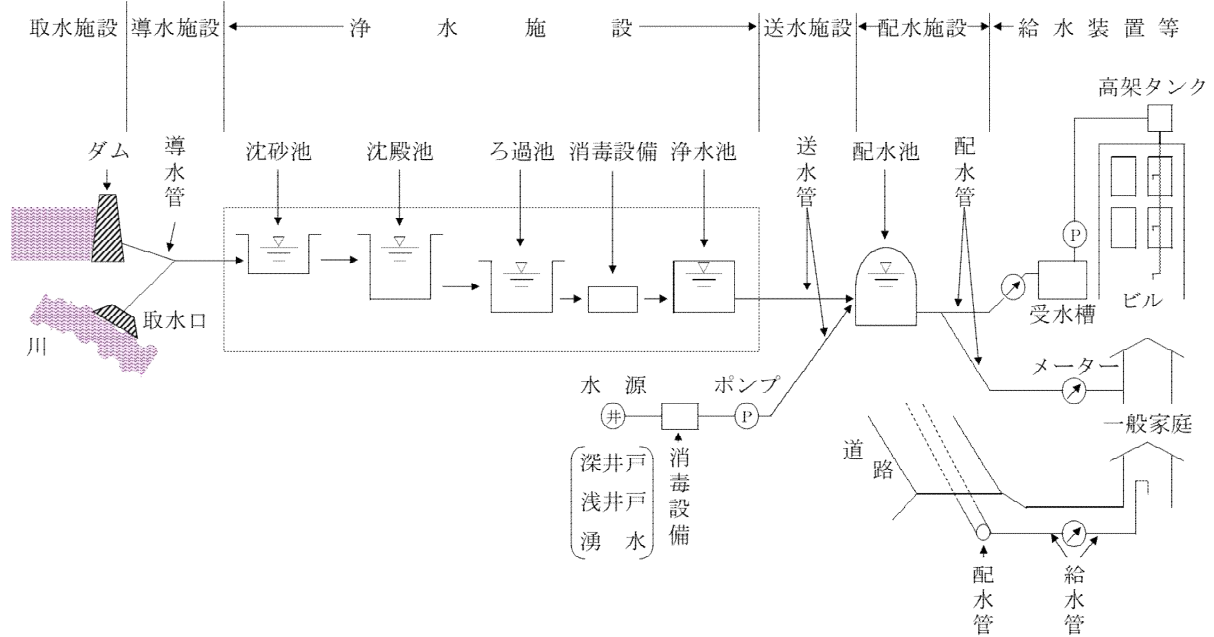 取水施設
導水施設
浄水施設
送水施設
配水施設
給水装置等
高架タンク
ダム
導水管
沈砂池
沈殿池
ろ過池
消毒設備
浄水池
送水管
配水池
配水管
P
取水口
川
受水槽
ビル
メーター
水源
ポンプ
井
P
一般家庭
深井戸
浅井戸
湧水
消毒設備
道路
配水管
給水管